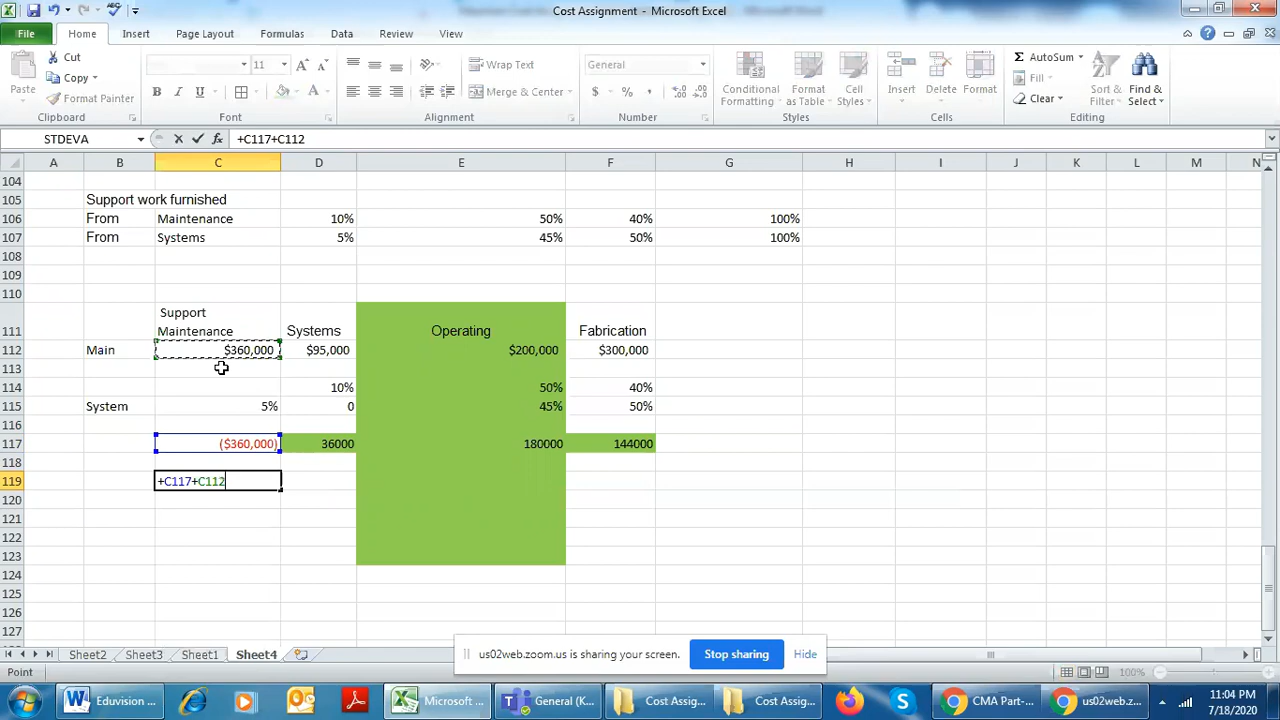 Cost Assignment - Microsoft Excel
File Home Insert Page Layout Formulas Data Review View
Cut
Copy
Format Painter
Paste
Clipboard
11
Font
Wrap Text
Merge & Center
Alignment
General
Number
Conditional Formatting
Format as Table
Cell Styles
Styles
Insert Delete Format
Cells
AutoSum
Fill
Clear
Sort & Filter
Find & Select
Editing
STDEVA fx +C117+C112
A B C D E F G H I J K L M N
104
105 Support work furnished
106 From Maintenance 10% 50% 40% 100%
107 From Systems 5% 45% 50% 100%
108
109
110
Support
111 Maintenance Systems Operating Fabrication
112 Main $360,000 $95,000 $200,000 $300,000
113
114 10% 50% 40%
115 System 5% 0 45% 50%
116
117 ($360,000) 36000 180000 144000
118
119 +C117+C112
120
121
122
123
124
125
126
127
Sheet2 Sheet3 Sheet1 Sheet4
us02web.zoom.us is sharing your screen. Stop sharing Hide
Point 100%
Eduvision ... Microsoft ... General (K... Cost Assign... Cost Assign... CMA Part-... us02web.z...
11:04 PM
7/18/2020